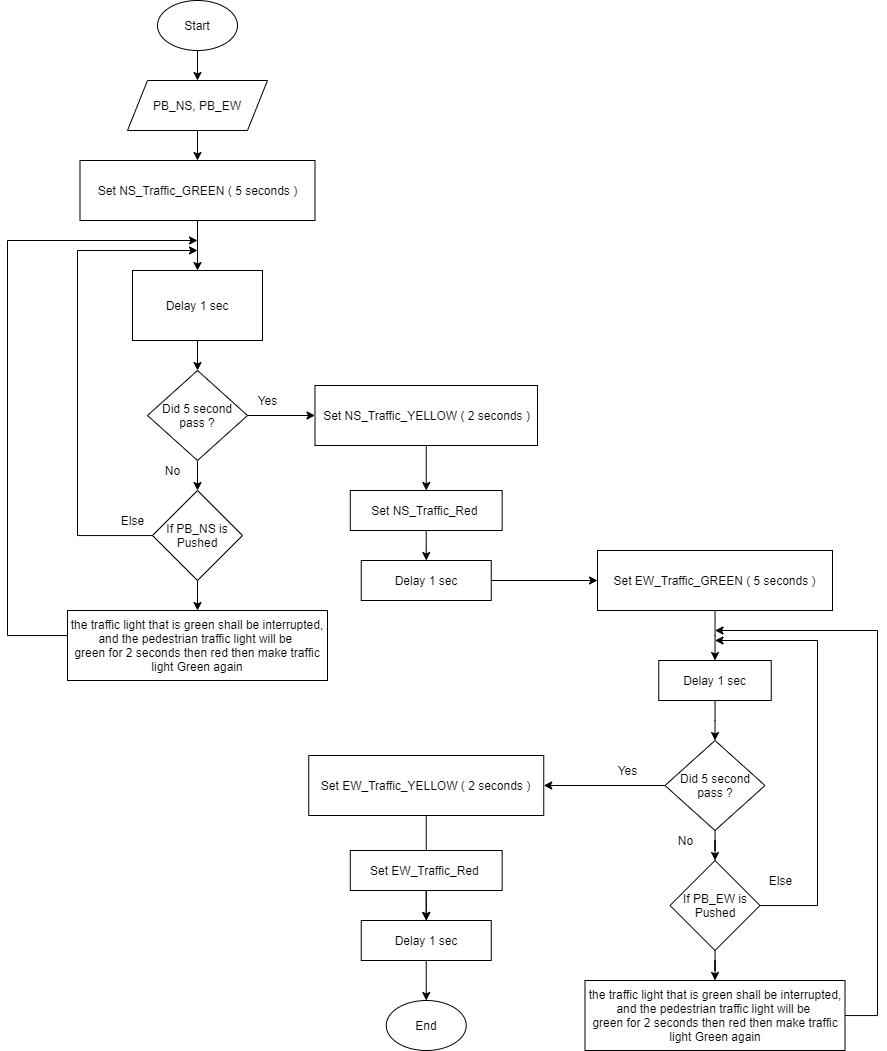 Start
PB_NS, PB_EW
Set NS_Traffic_GREEN ( 5 seconds )
Delay 1 sec
Did 5 second
pass ?
Yes
Set NS_Traffic_YELLOW ( 2 seconds )
No
If PB_NS is
Pushed
Else
the traffic light that is green shall be interrupted,
and the pedestrian traffic light will be
green for 2 seconds then red then make traffic
light Green again
Set NS_Traffic_Red
Delay 1 sec
Set EW_Traffic_GREEN ( 5 seconds )
Delay 1 sec
Did 5 second
pass ?
Yes
Set EW_Traffic_YELLOW ( 2 seconds )
No
If PB_EW is
Pushed
Else
the traffic light that is green shall be interrupted,
and the pedestrian traffic light will be
green for 2 seconds then red then make traffic
light Green again
Set EW_Traffic_Red
Delay 1 sec
End